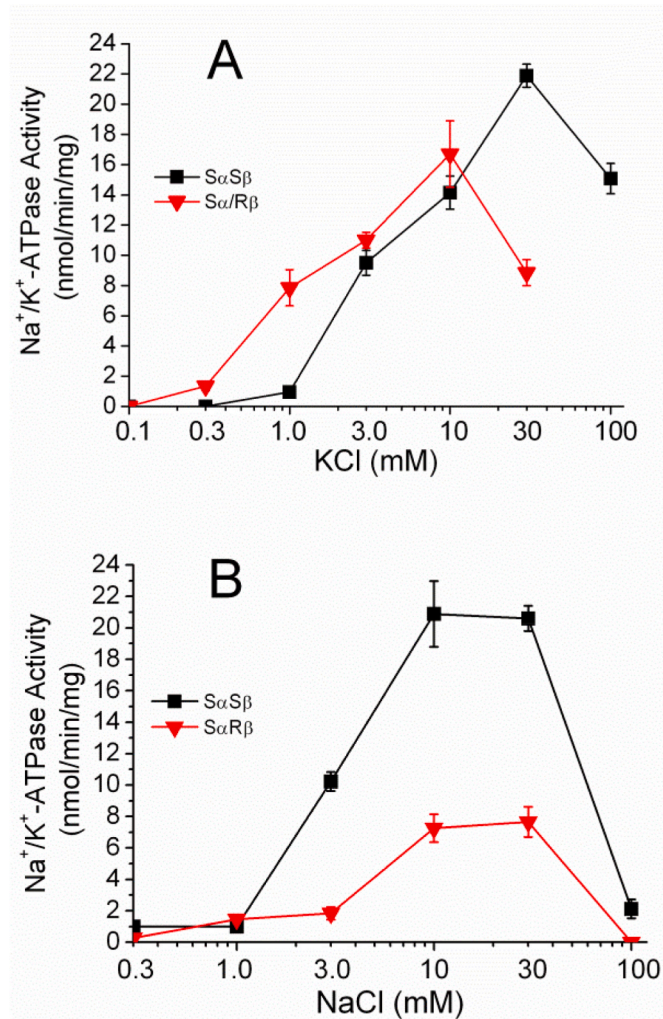 A
24
22
20
18
16
14
12
10
8
6
4
2
0
Na⁺/K⁺-ATPase Activity
(nmol/min/mg)
SαSβ
Sα/Rβ
0.1 0.3 1.0 3.0 10 30 100
KCl (mM)
B
24
22
20
18
16
14
12
10
8
6
4
2
0
Na⁺/K⁺-ATPase Activity
(nmol/min/mg)
SαSβ
SαRβ
0.3 1.0 3.0 10 30 100
NaCl (mM)